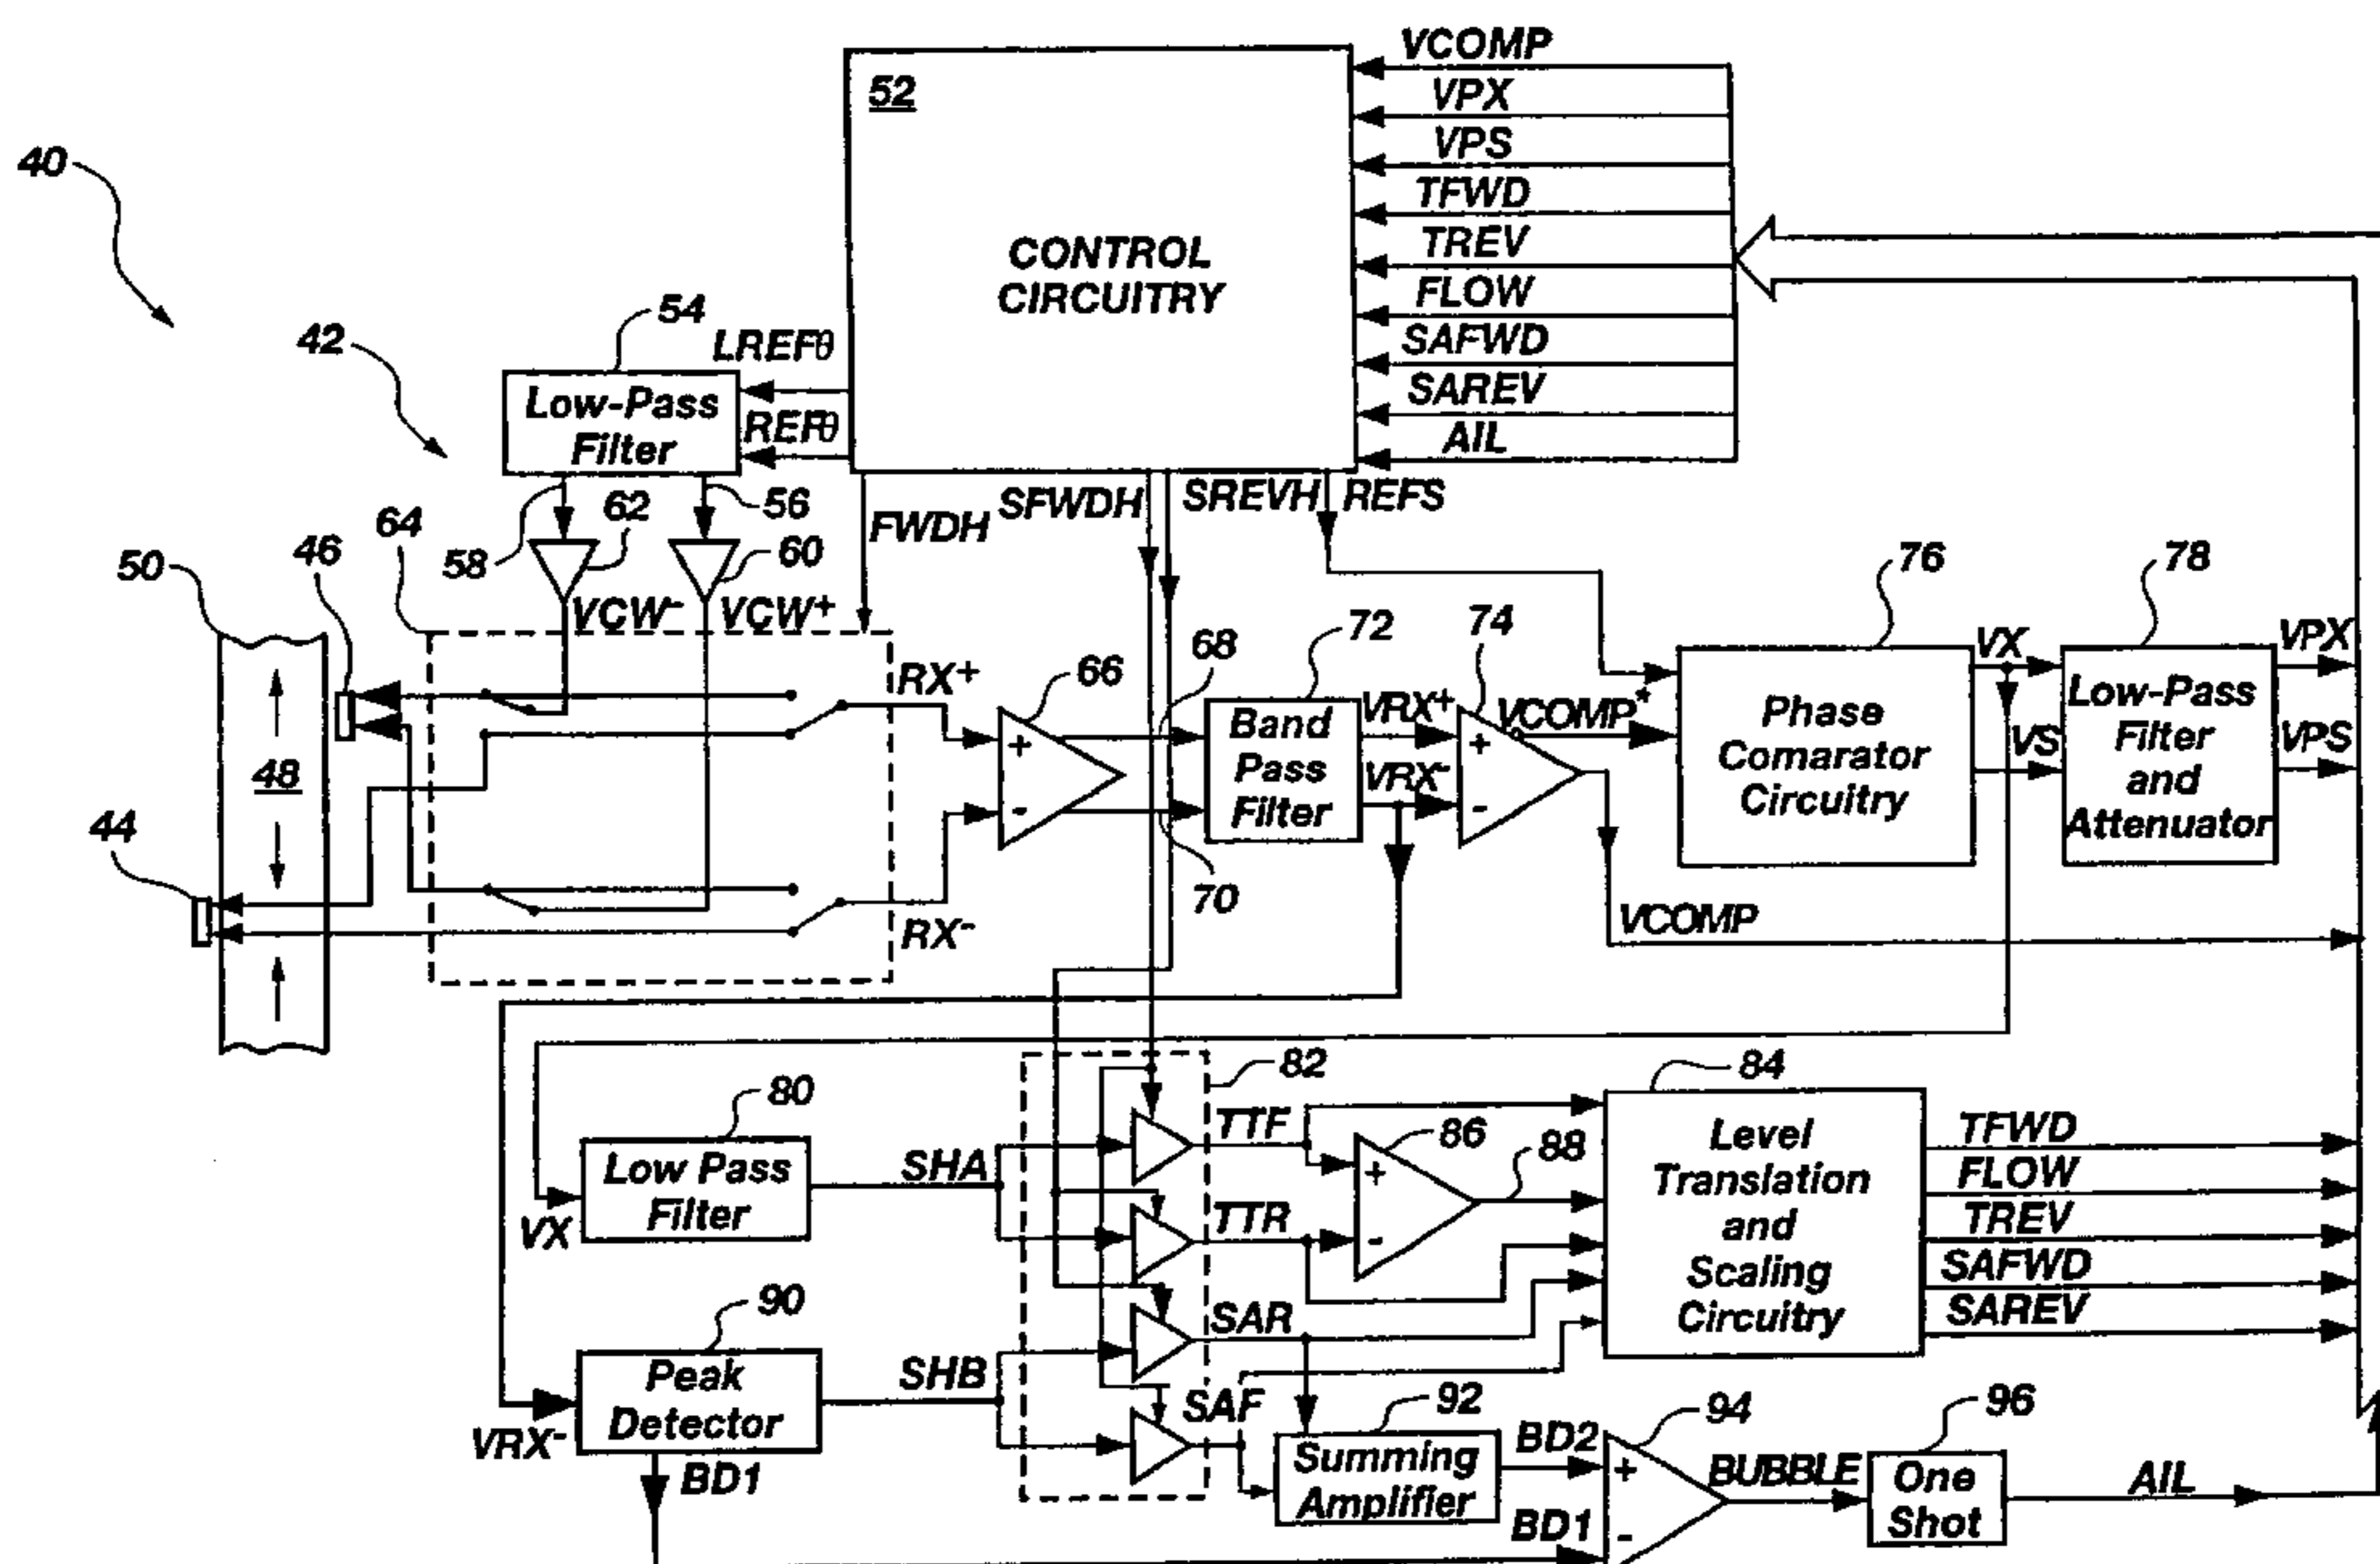 VCOMP
52
VPX
40
VPS
TFWD
CONTROL
CIRCUITRY
TREV
FLOW
54
42
LREFθ
SAFWD
Low-Pass
Filter
REFθ
SAREV
AIL
58
62
56
64
FWDH
SFWDH
SREVH
REFS
50
46
60
76
78
VCW-
VCW+
68
72
74
RX+
66
VX
VPX
48
Band
Pass
Filter
VRX+
VCOMP*
Phase
Comarator
Circuitry
Low-Pass
Filter
and
Attenuator
VS
VPS
VRX-
44
70
RX-
VCOMP
82
84
80
TTF
86
88
Level
Translation
and
Scaling
Circuitry
TFWD
Low Pass
Filter
SHA
FLOW
VX
TTR
TREV
SAFWD
90
SAR
SAREV
Peak
Detector
SHB
SAF
92
94
96
VRX-
Summing
Amplifier
BD2
BUBBLE
One
Shot
AIL
BD1
BD1
+
-
+
-
+
-
+
-